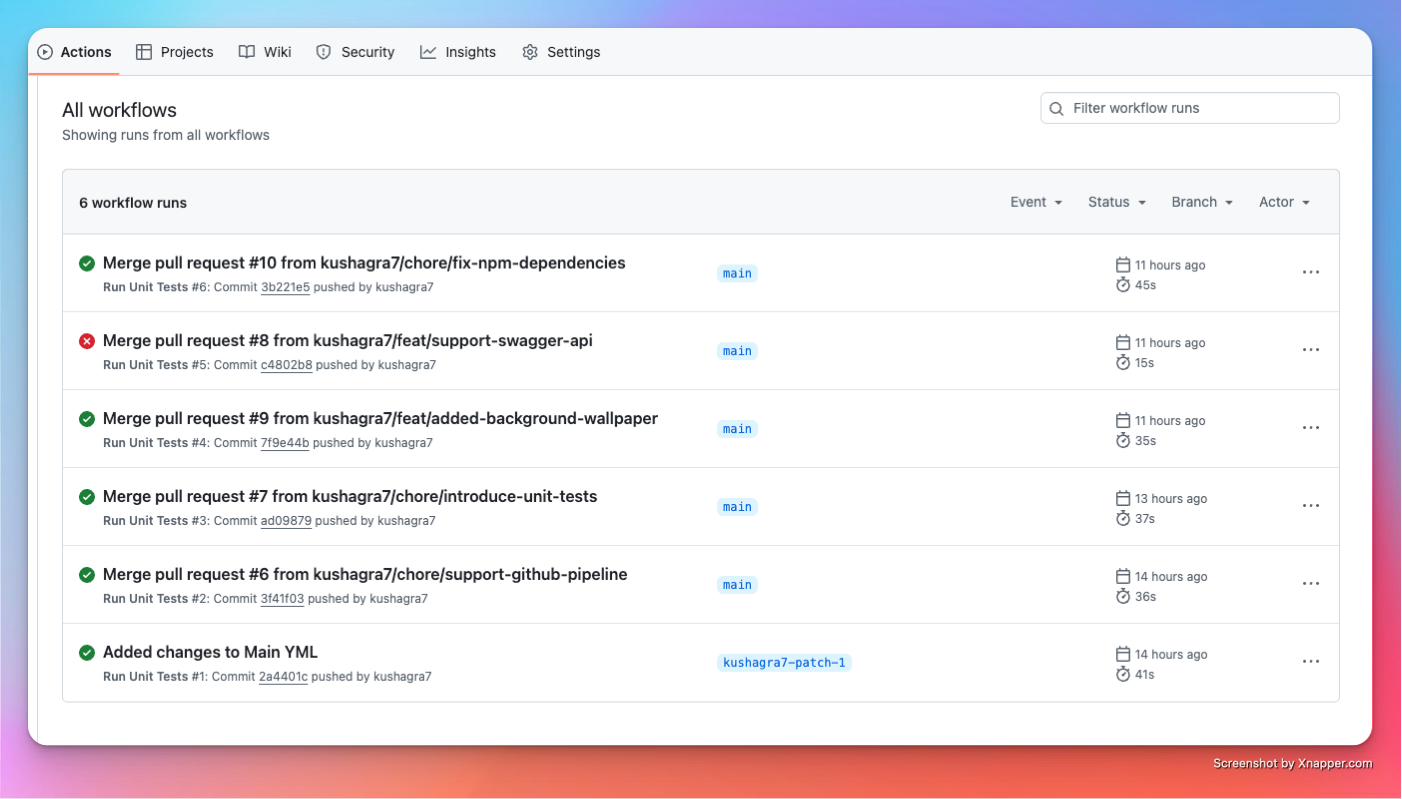 Actions Projects Wiki Security Insights Settings
All workflows
Filter workflow runs
Showing runs from all workflows
6 workflow runs Event Status Branch Actor
Merge pull request #10 from kushagra7/chore/fix-npm-dependencies
main
11 hours ago
Run Unit Tests #6: Commit 3b221e5 pushed by kushagra7
45s
Merge pull request #8 from kushagra7/feat/support-swagger-api
main
11 hours ago
Run Unit Tests #5: Commit c4802b8 pushed by kushagra7
15s
Merge pull request #9 from kushagra7/feat/added-background-wallpaper
main
11 hours ago
Run Unit Tests #4: Commit 7f9e44b pushed by kushagra7
35s
Merge pull request #7 from kushagra7/chore/introduce-unit-tests
main
13 hours ago
Run Unit Tests #3: Commit ad09879 pushed by kushagra7
37s
Merge pull request #6 from kushagra7/chore/support-github-pipeline
main
14 hours ago
Run Unit Tests #2: Commit 3f41f03 pushed by kushagra7
36s
Added changes to Main YML
kushagra7-patch-1
14 hours ago
Run Unit Tests #1: Commit 2a4401c pushed by kushagra7
41s
Screenshot by Xnapper.com